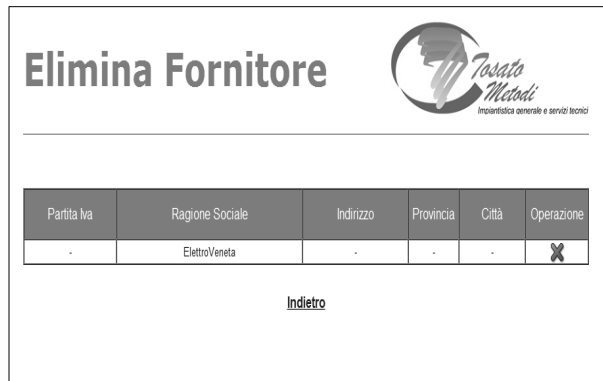 Elimina Fornitore
Tosato
Metodi
Impiantistica generale e servizi tecnici
Partita Iva Ragione Sociale Indirizzo Provincia Città Operazione
- ElettroVeneta - - -
Indietro